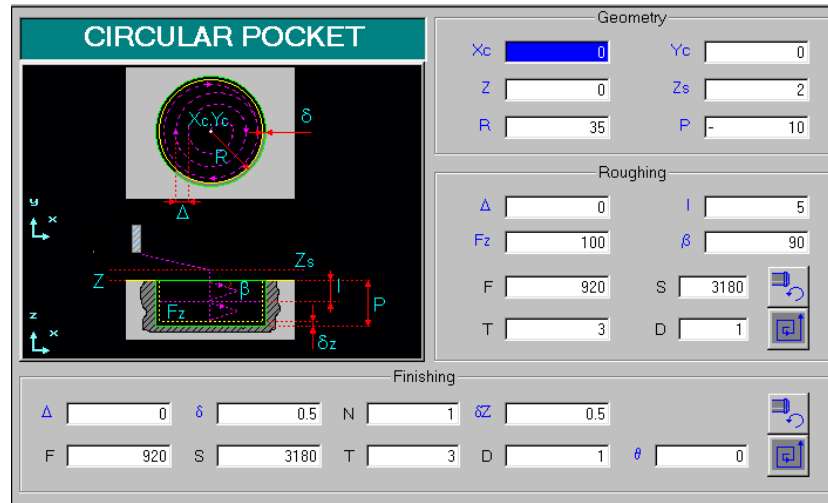 CIRCULAR POCKET
Xc,Yc
δ
R
Δ
y
x
Zs
Z
β
I
P
Fz
z
x
δz
Geometry
Xc 0 Yc 0
Z 0 Zs 2
R 35 P - 10
Roughing
Δ 0 I 5
Fz 100 β 90
F 920 S 3180
T 3 D 1
Finishing
Δ 0 δ 0.5 N 1 δZ 0.5
F 920 S 3180 T 3 D 1 θ 0